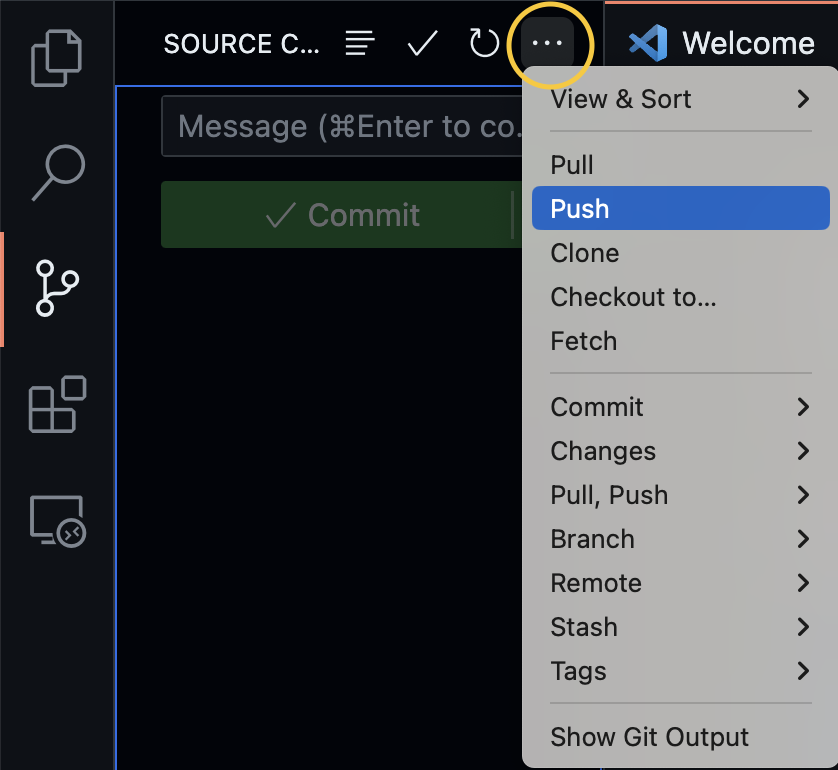 SOURCE C...
Welcome
Message (⌘Enter to co.
Commit
View & Sort
Pull
Push
Clone
Checkout to...
Fetch
Commit
Changes
Pull, Push
Branch
Remote
Stash
Tags
Show Git Output